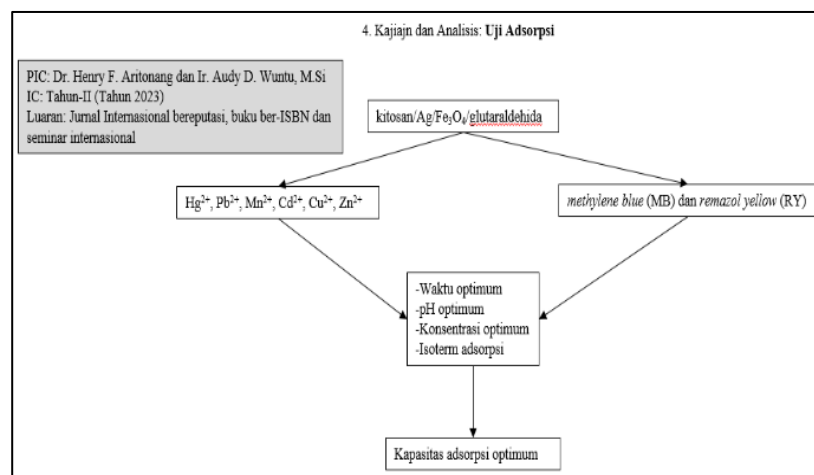 4. Kajiajn dan Analisis: Uji Adsorpsi
PIC: Dr. Henry F. Aritonang dan Ir. Audy D. Wuntu, M.Si
IC: Tahun-II (Tahun 2023)
Luaran: Jurnal Internasional bereputasi, buku ber-ISBN dan
seminar internasional
kitosan/Ag/Fe₃O₄/glutaraldehida
Hg²⁺, Pb²⁺, Mn²⁺, Cd²⁺, Cu²⁺, Zn²⁺
methylene blue (MB) dan remazol yellow (RY)
-Waktu optimum
-pH optimum
-Konsentrasi optimum
-Isoterm adsorpsi
Kapasitas adsorpsi optimum